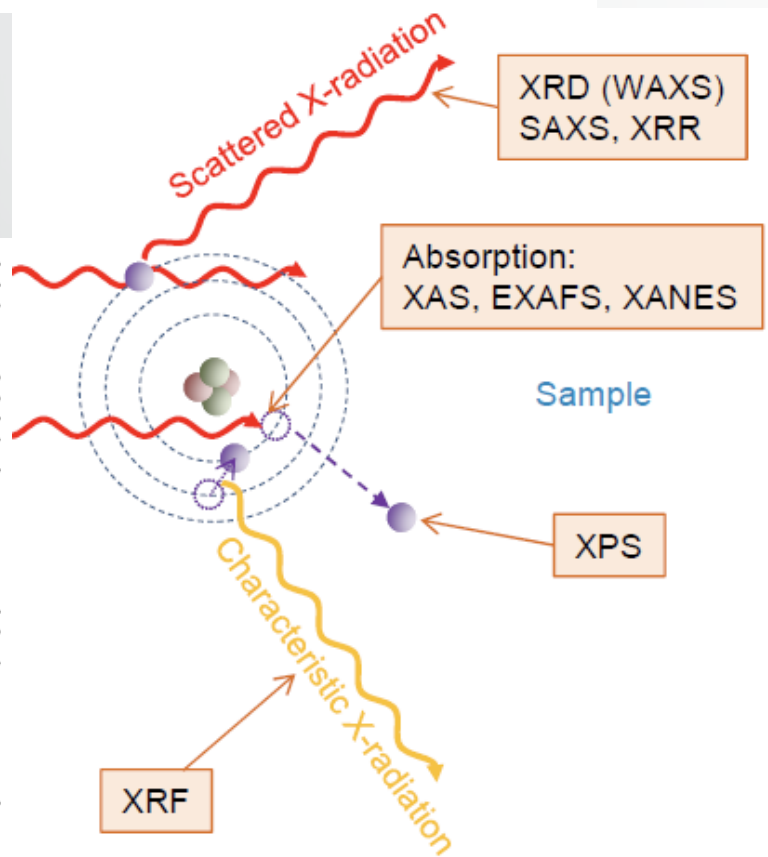 Scattered X-radiation
XRD (WAXS)
SAXS, XRR
Absorption:
XAS, EXAFS, XANES
Sample
XPS
Characteristic X-radiation
XRF